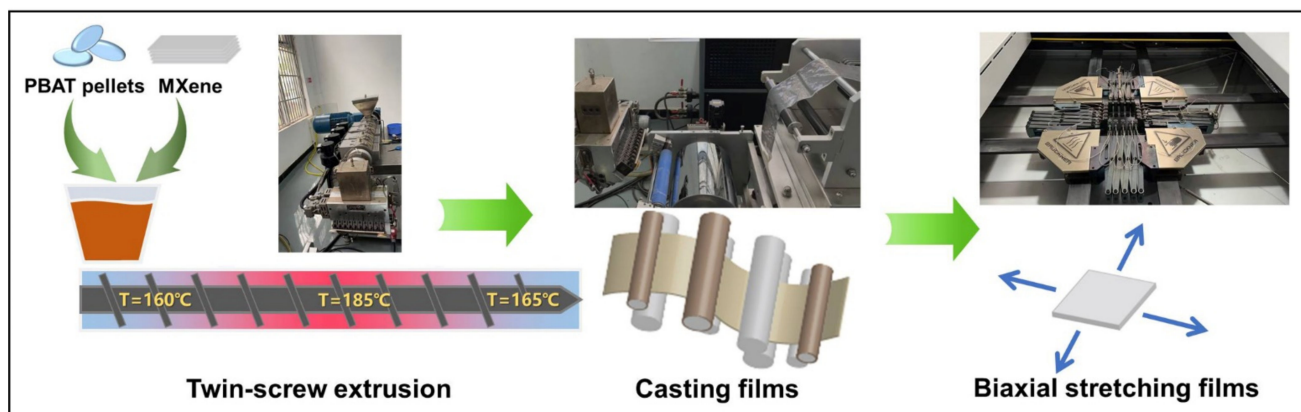 PBAT pellets
MXene
T=160℃
T=185℃
T=165℃
Twin-screw extrusion
Casting films
Biaxial stretching films